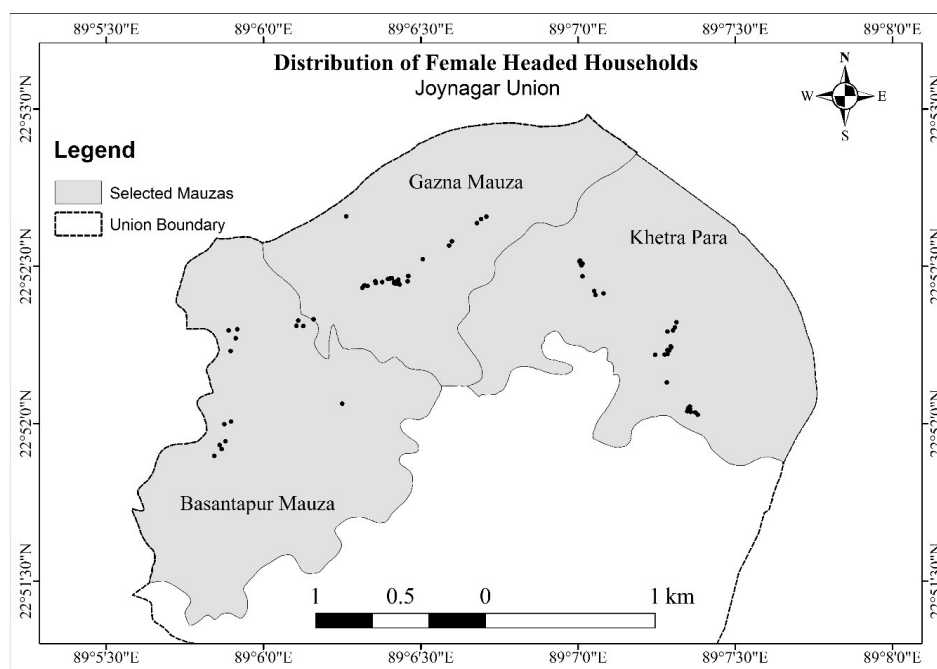 89°5'30"E 89°6'0"E 89°6'30"E 89°7'0"E 89°7'30"E 89°8'0"E
Distribution of Female Headed Households
Joynagar Union
N
W E
S
22°53'0"N 22°53'0"N
Legend
Selected Mauzas
Union Boundary
Gazna Mauza
Khetra Para
22°52'30"N 22°52'30"N
22°52'0"N 22°52'0"N
Basantapur Mauza
22°51'30"N 22°51'30"N
1 0.5 0 1 km
89°5'30"E 89°6'0"E 89°6'30"E 89°7'0"E 89°7'30"E 89°8'0"E